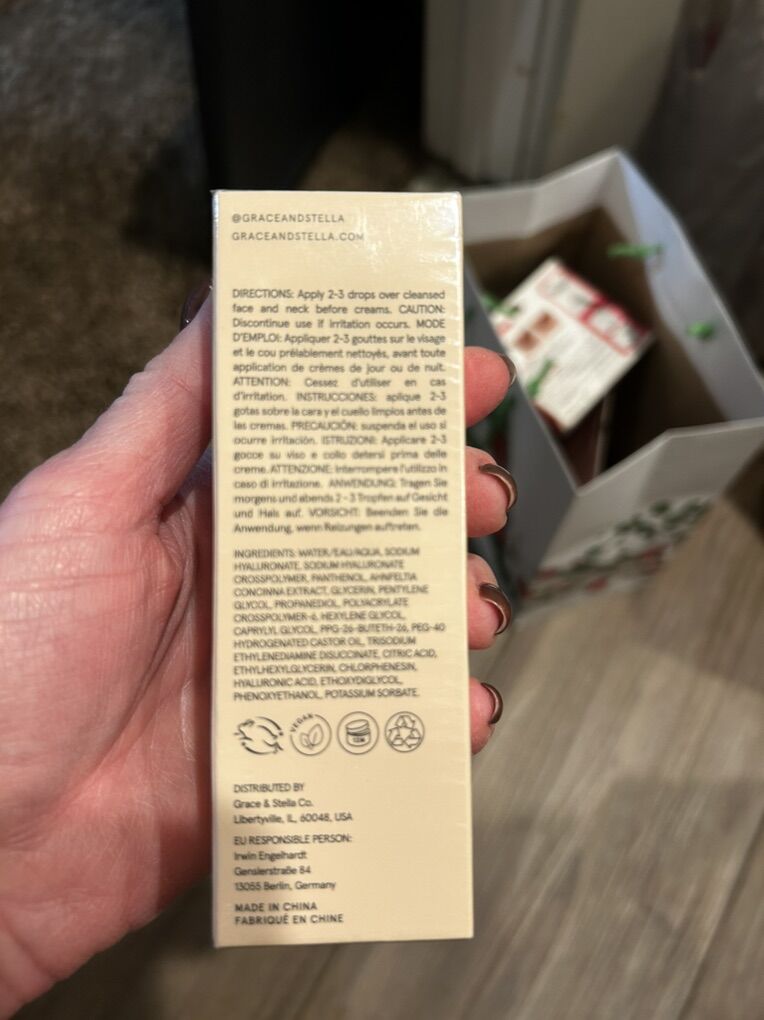 @GRACEANDSTELLA
GRACEANDSTELLA.COM
DIRECTIONS: Apply 2-3 drops over cleansed
face and neck before creams. CAUTION:
Discontinue use if irritation occurs. MODE
D'EMPLOI: Appliquer 2-3 gouttes sur le visage
et le cou prélablement nettoyés, avant toute
application de crèmes de jour ou de nuit.
ATTENTION: Cessez d'utiliser en cas
d'irritation. INSTRUCCIONES: aplique 2-3
gotas sobre la cara y el cuello limpios antes de
las cremas. PRECAUCIÓN: suspenda el uso si
ocurre irritación. ISTRUZIONI: Applicare 2-3
gocce su viso e collo detersi prima delle
creme. ATTENZIONE: Interrompere l'utilizzo in
caso di irritazione. ANWENDUNG: Tragen Sie
morgens und abends 2 - 3 Tropfen auf Gesicht
und Hals auf. VORSICHT: Beenden Sie die
Anwendung, wenn Reizungen auftreten.
INGREDIENTS: WATER/EAU/AQUA, SODIUM
HYALURONATE, SODIUM HYALURONATE
CROSSPOLYMER, PANTHENOL, AHNFELTIA
CONCINNA EXTRACT, GLYCERIN, PENTYLENE
GLYCOL, PROPANEDIOL, POLYACRYLATE
CROSSPOLYMER-6, HEXYLENE GLYCOL,
CAPRYLYL GLYCOL, PPG-26-BUTETH-26, PEG-40
HYDROGENATED CASTOR OIL, TRISODIUM
ETHYLENEDIAMINE DISUCCINATE, CITRIC ACID,
ETHYLHEXYLGLYCERIN, CHLORPHENESIN,
HYALURONIC ACID, ETHOXYDIGLYCOL,
PHENOXYETHANOL, POTASSIUM SORBATE.
VEGAN
12M
DISTRIBUTED BY
Grace & Stella Co.
Libertyville, IL, 60048, USA
EU RESPONSIBLE PERSON:
Irwin Engelhardt
Genslerstraße 84
13055 Berlin, Germany
MADE IN CHINA
FABRIQUÉ EN CHINE